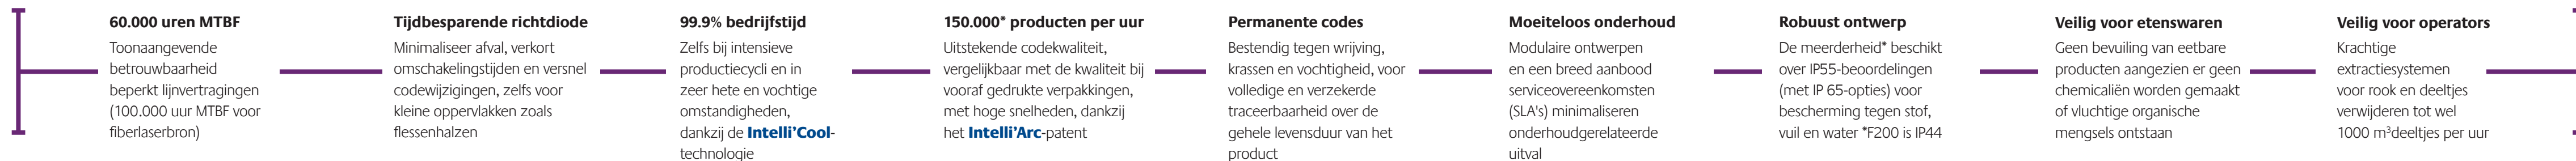 60.000 uren MTBF
Toonaangevende
betrouwbaarheid
beperkt lijnvertragingen
(100.000 uur MTBF voor
fiberlaserbron)
Tijdbesparende richtdiode
Minimaliseer afval, verkort
omschakelingstijden en versnel
codewijzigingen, zelfs voor
kleine oppervlakken zoals
flessenhalzen
99.9% bedrijfstijd
Zelfs bij intensieve
productiecycli en in
zeer hete en vochtige
omstandigheden,
dankzij de Intelli’Cool-
technologie
150.000* producten per uur
Uitstekende codekwaliteit,
vergelijkbaar met de kwaliteit bij
vooraf gedrukte verpakkingen,
met hoge snelheden, dankzij
het Intelli’Arc-patent
Permanente codes
Bestendig tegen wrijving,
krassen en vochtigheid, voor
volledige en verzekerde
traceerbaarheid over de
gehele levensduur van het
product
Moeiteloos onderhoud
Modulaire ontwerpen
en een breed aanbood
serviceovereenkomsten
(SLA's) minimaliseren
onderhoudgerelateerde
uitval
Robuust ontwerp
De meerderheid* beschikt
over IP55-beoordelingen
(met IP 65-opties) voor
bescherming tegen stof,
vuil en water *F200 is IP44
Veilig voor etenswaren
Geen bevuiling van eetbare
producten aangezien er geen
chemicaliën worden gemaakt
of vluchtige organische
mengsels ontstaan
Veilig voor operators
Krachtige
extractiesystemen
voor rook en deeltjes
verwijderen tot wel
1000 m³deeltjes per uur